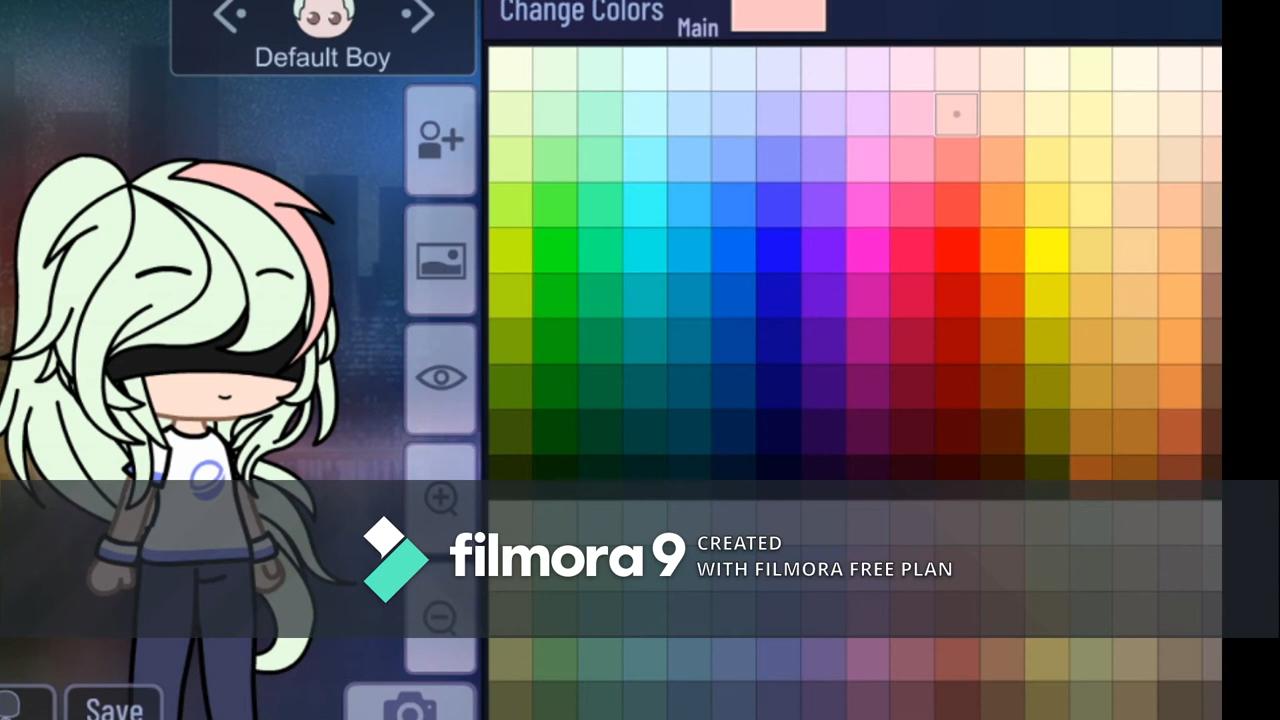 Change Colors
Main
Default Boy
filmora 9
CREATED
WITH FILMORA FREE PLAN
Save